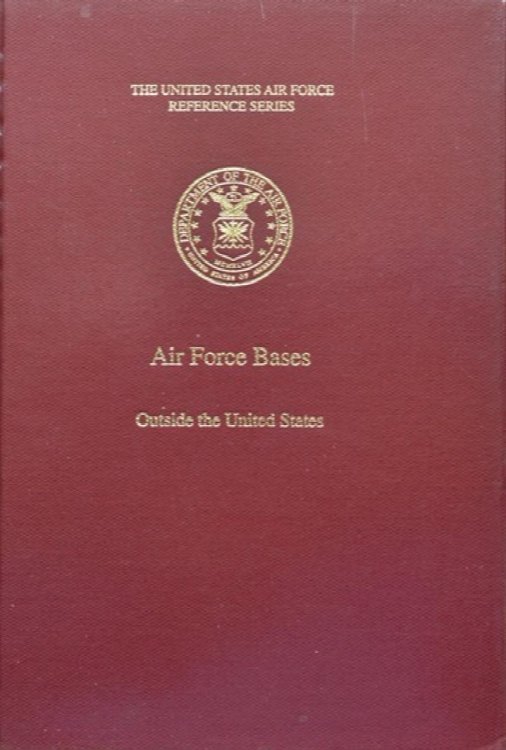 THE UNITED STATES AIR FORCE
REFERENCE SERIES
DEPARTMENT OF THE AIR FORCE
MCMXLVII
UNITED STATES OF AMERICA
Air Force Bases
Outside the United States